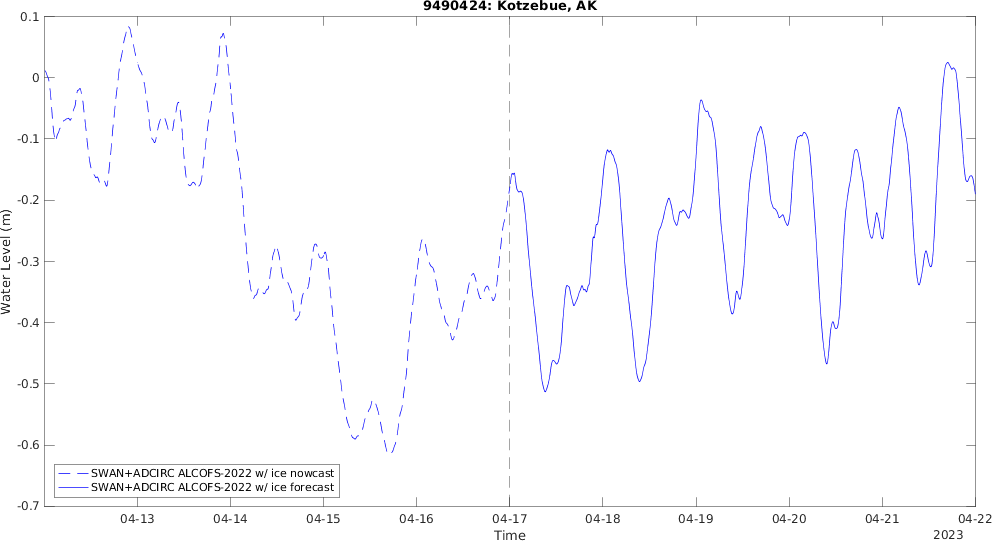 9490424: Kotzebue, AK
0.1
0
-0.1
-0.2
-0.3
-0.4
-0.5
-0.6
-0.7
Water Level (m)
SWAN+ADCIRC ALCOFS-2022 w/ ice nowcast
SWAN+ADCIRC ALCOFS-2022 w/ ice forecast
04-13 04-14 04-15 04-16 04-17 04-18 04-19 04-20 04-21 04-22
Time
2023